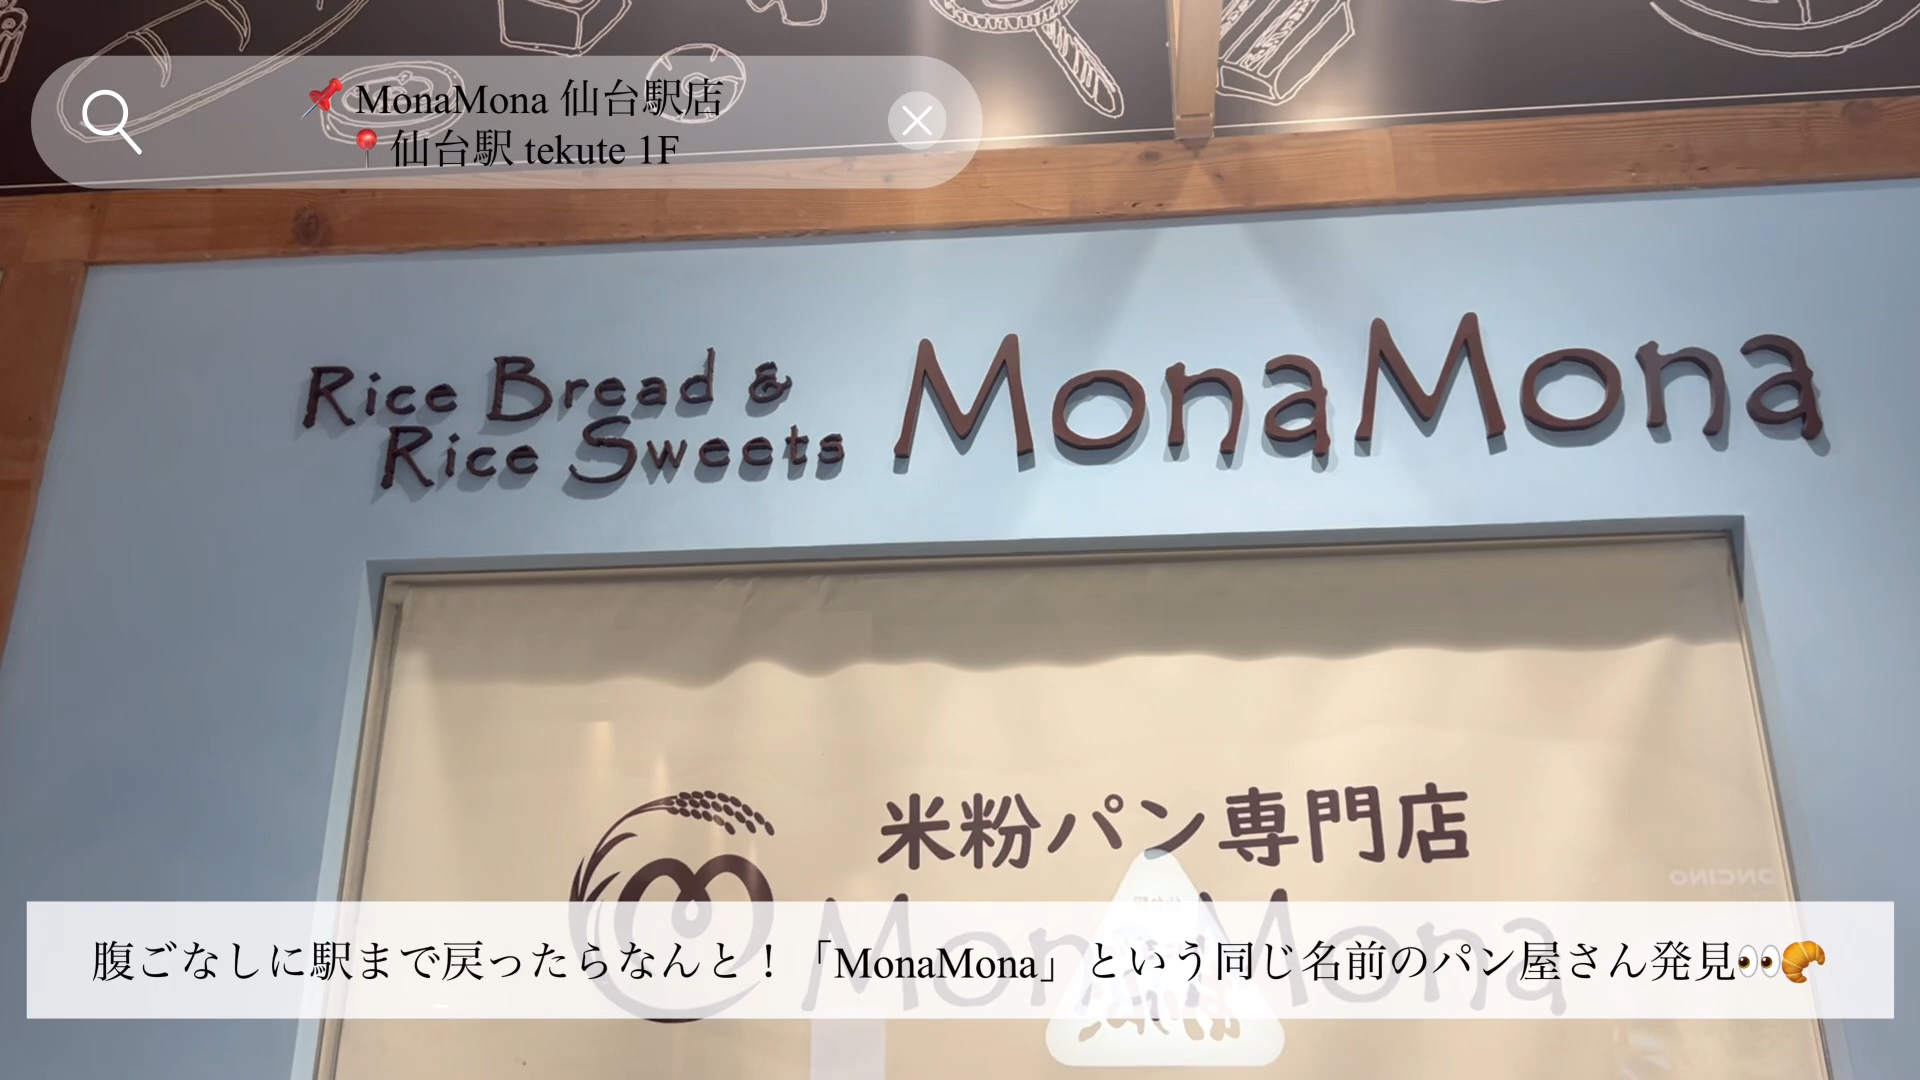 📌 MonaMona 仙台駅店
📍仙台駅 tekute 1F
Rice Bread &
Rice Sweets
MonaMona
米粉パン専門店
MonaMona
腹ごなしに駅まで戻ったらなんと！「MonaMona」という同じ名前のパン屋さん発見👀🥐